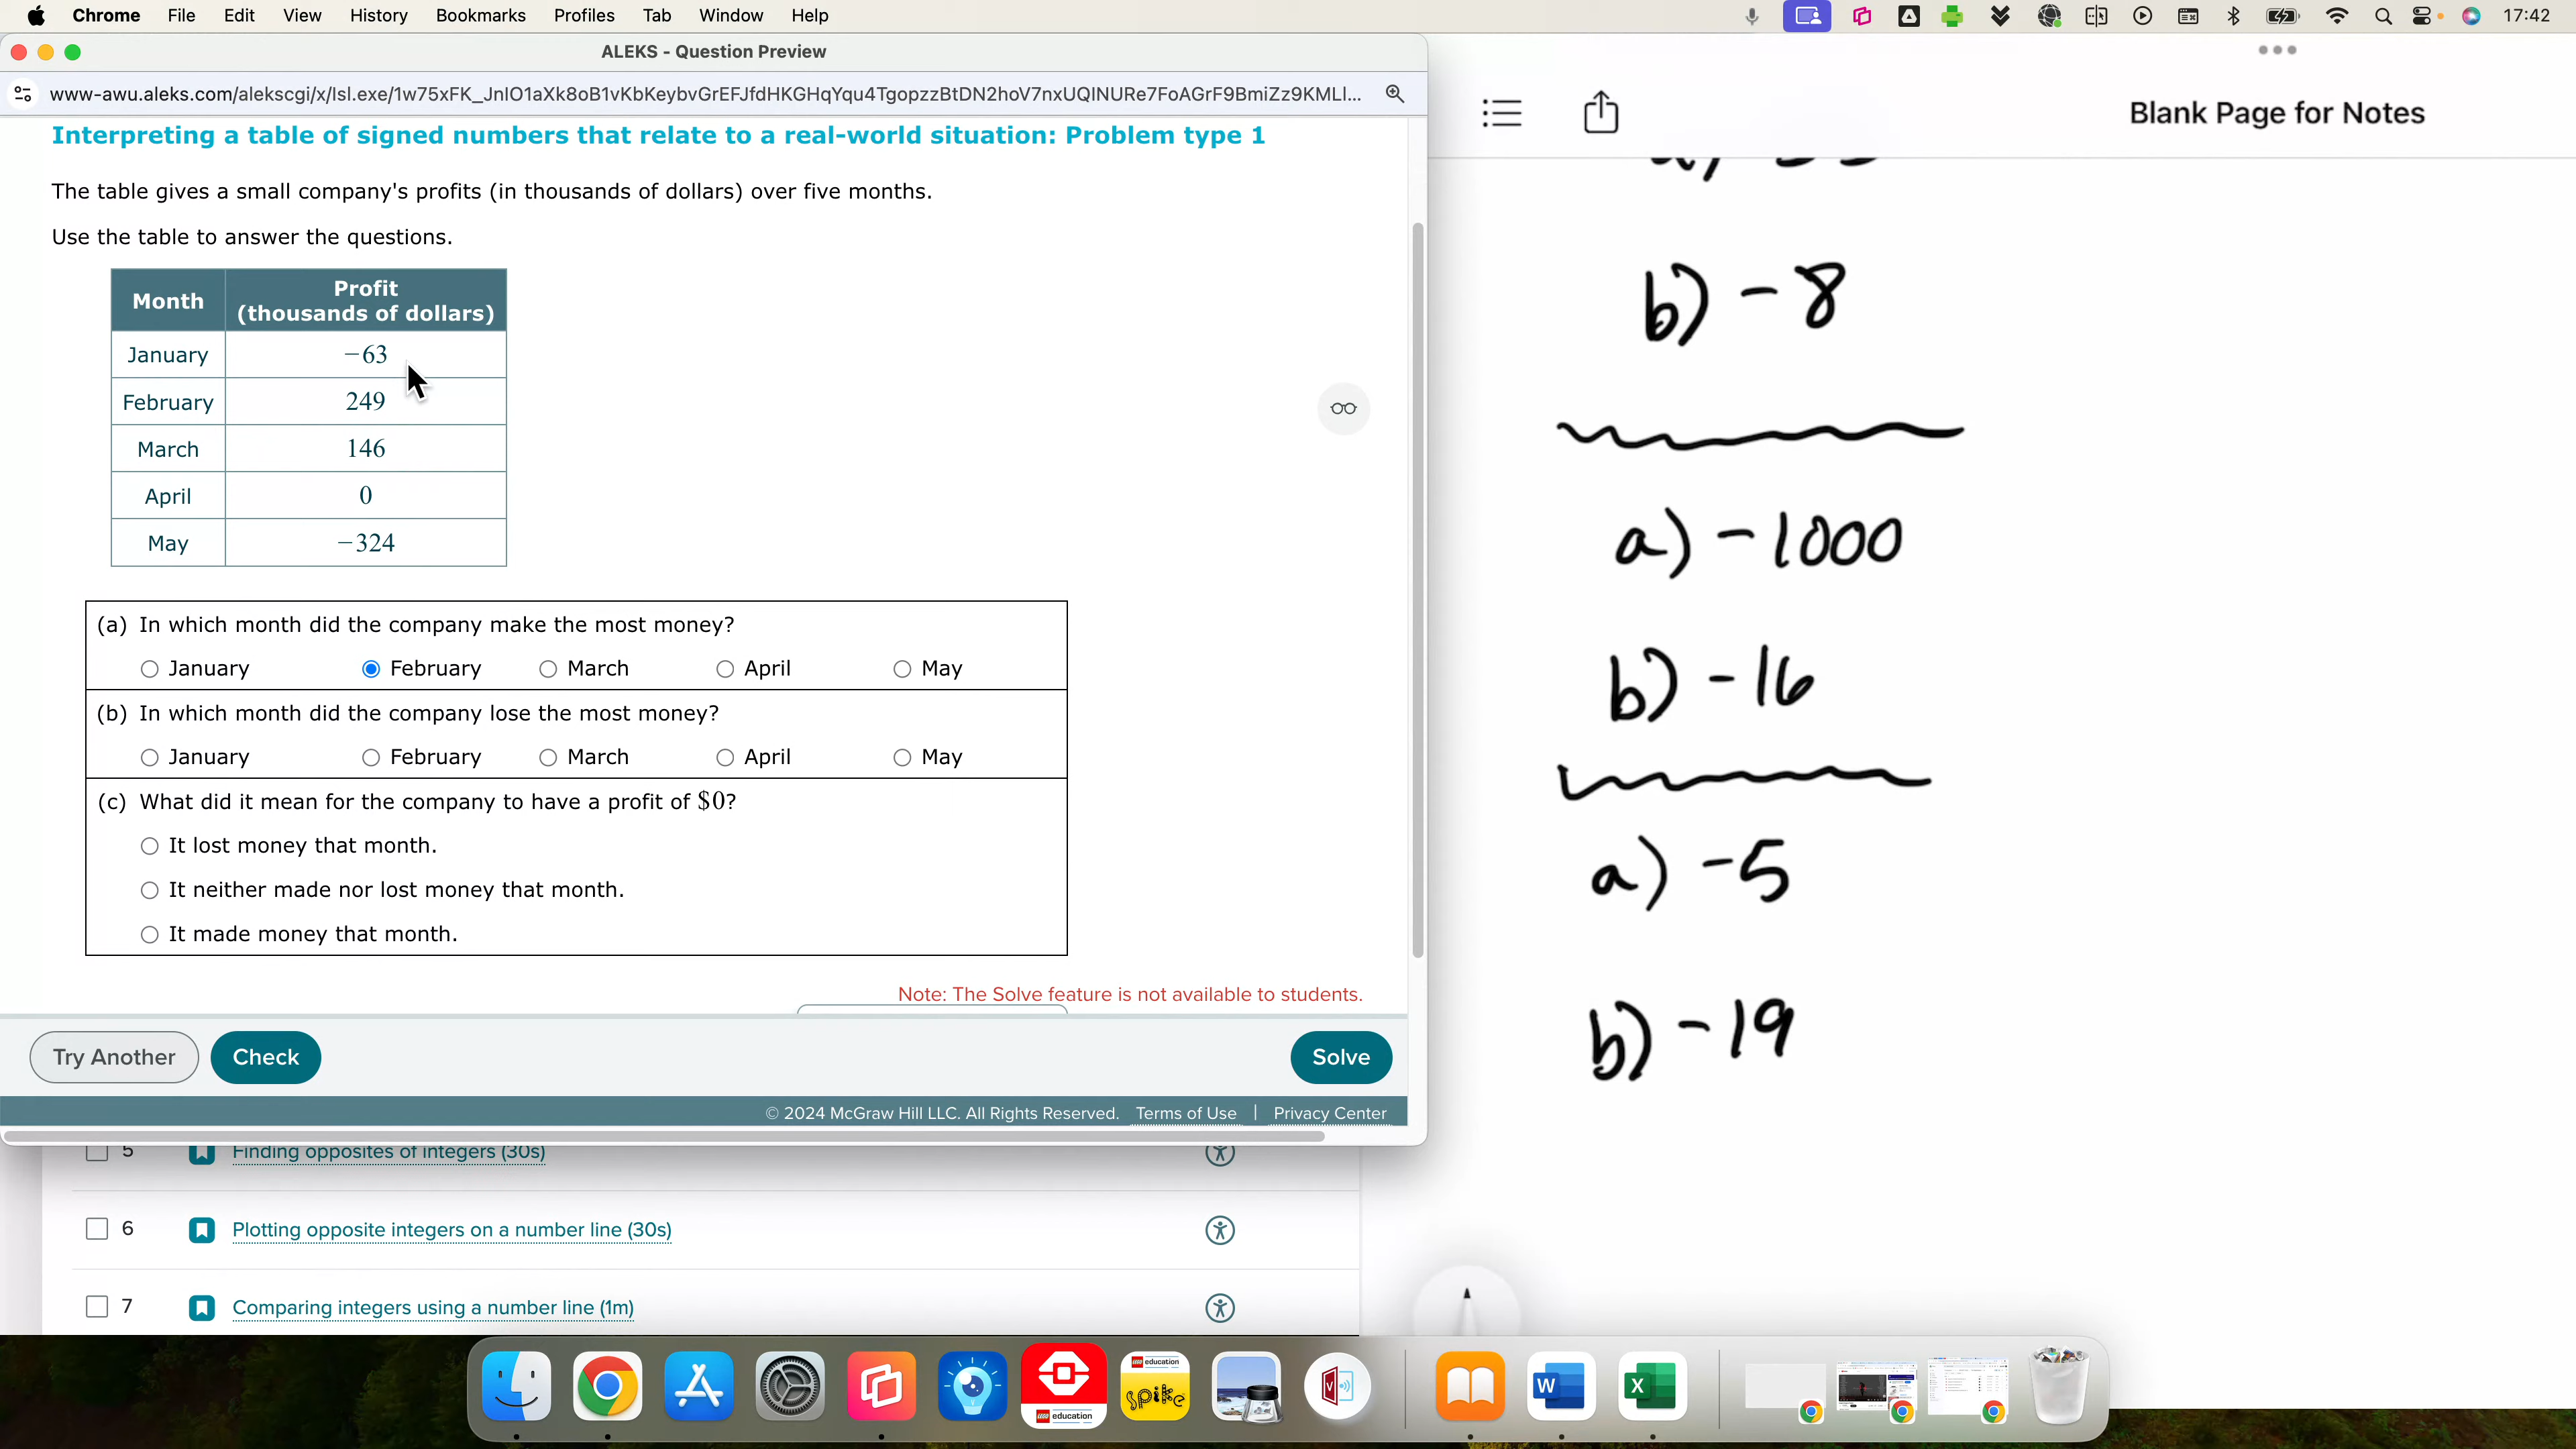 Chrome File Edit View History Bookmarks Profiles Tab Window Help 17:42
ALEKS - Question Preview
www-awu.aleks.com/alekscgi/x/Isl.exe/1w75xFK_JnlO1aXk8oB1vKbKeybvGrEFJfdHKGHqYqu4TgopzzBtDN2hoV7nxUQINURe7FoAGrF9BmiZz9KMLI...
Interpreting a table of signed numbers that relate to a real-world situation: Problem type 1
The table gives a small company's profits (in thousands of dollars) over five months.
Use the table to answer the questions.
Month Profit (thousands of dollars)
January −63
February 249
March 146
April 0
May −324
(a) In which month did the company make the most money?
January February March April May
(b) In which month did the company lose the most money?
January February March April May
(c) What did it mean for the company to have a profit of $0?
It lost money that month.
It neither made nor lost money that month.
It made money that month.
Note: The Solve feature is not available to students.
Try Another Check Solve
© 2024 McGraw Hill LLC. All Rights Reserved. Terms of Use | Privacy Center
5 Finding opposites of integers (30s)
6 Plotting opposite integers on a number line (30s)
7 Comparing integers using a number line (1m)
Blank Page for Notes
b) -8
a) -1000
b) -16
a) -5
b) -19
education
education
spike
W
X
V